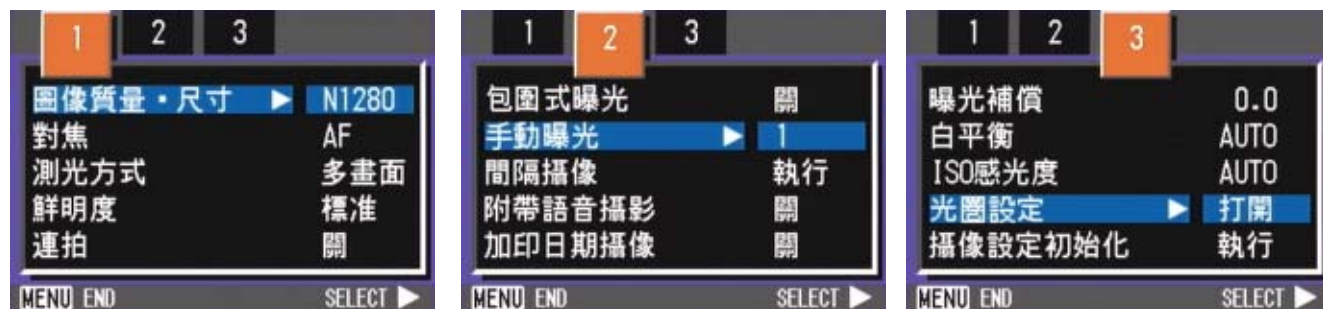 1 2 3
圖像質量・尺寸 ▶ N1280
對焦 AF
測光方式 多畫面
鮮明度 標准
連拍 關
MENU END SELECT ▶
1 2 3
包圍式曝光 關
手動曝光 ▶ 1
間隔攝像 執行
附帶語音攝影 關
加印日期攝像 關
MENU END SELECT ▶
1 2 3
曝光補償 0.0
白平衡 AUTO
ISO感光度 AUTO
光圈設定 ▶ 打開
攝像設定初始化 執行
MENU END SELECT ▶